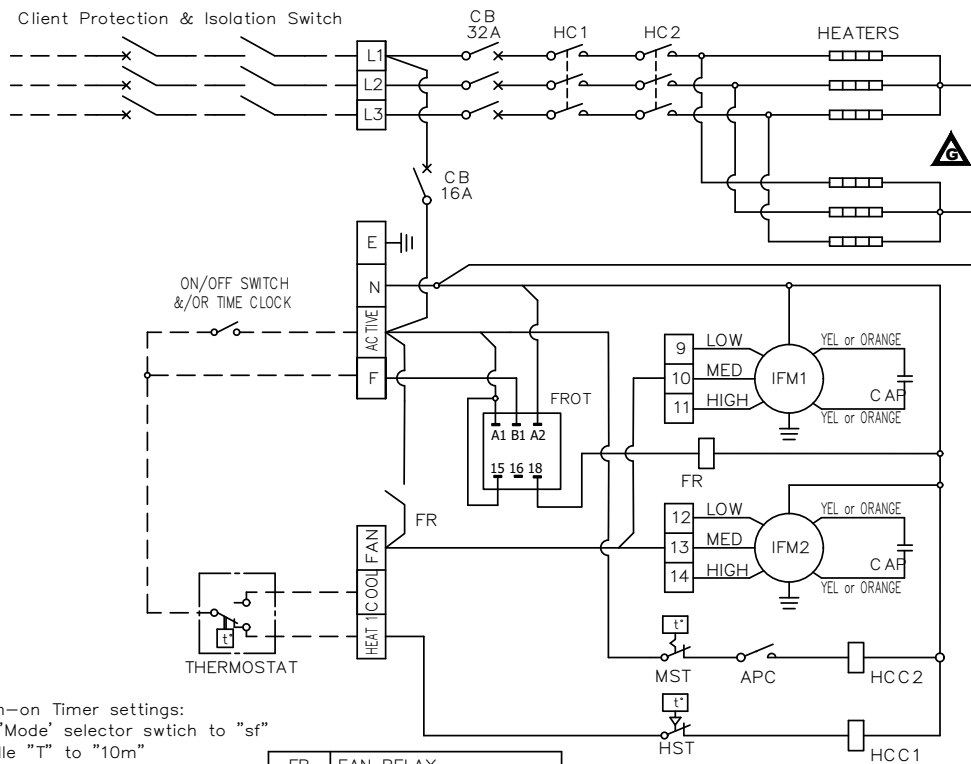 Client Protection & Isolation Switch
CB
32A
HC1
HC2
HEATERS
L1
L2
L3
G
CB
16A
E
N
ACTIVE
F
ON/OFF SWITCH
&/OR TIME CLOCK
9
LOW
10
MED
11
HIGH
IFM1
YEL or ORANGE
CAP
YEL or ORANGE
FROT
A1 B1 A2
15 16 18
FR
FR
12
LOW
13
MED
14
HIGH
IFM2
YEL or ORANGE
CAP
YEL or ORANGE
FAN
COOL
HEAT 1
t°
THERMOSTAT
t°
MST
APC
HCC2
t°
HST
HCC1
n-on Timer settings:
'Mode' selector swtich to "sf"
"T" to "10m"
FR
FAN RELAY